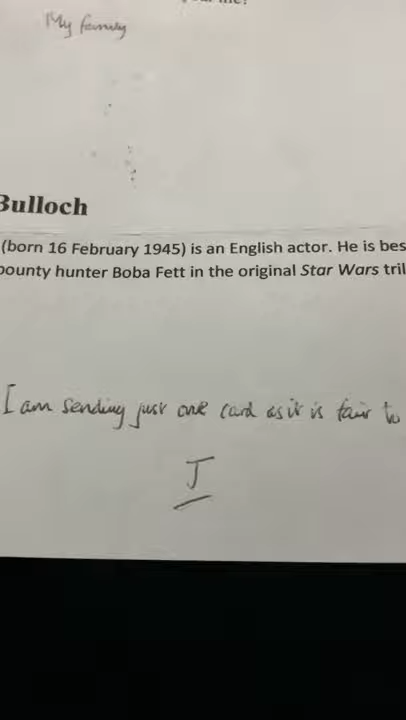 My family
Bulloch
(born 16 February 1945) is an English actor. He is bes
bounty hunter Boba Fett in the original Star Wars tril
I am sending just one card as it is fair to
J